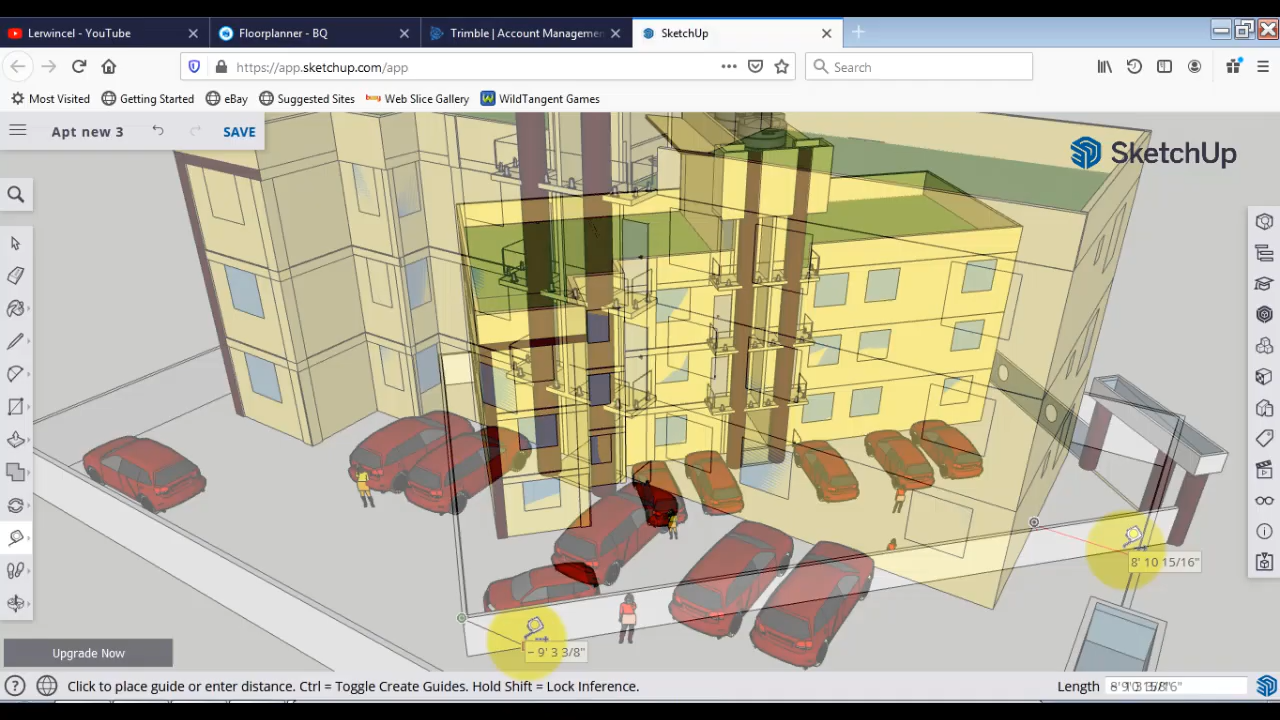 Lerwincel - YouTube
Floorplanner - BQ
Trimble | Account Managemen
SketchUp
https://app.sketchup.com/app
Search
Most Visited
Getting Started
eBay
Suggested Sites
Web Slice Gallery
WildTangent Games
Apt new 3
SAVE
SketchUp
8' 10 15/16"
~ 9' 3 3/8"
Upgrade Now
Click to place guide or enter distance. Ctrl = Toggle Create Guides. Hold Shift = Lock Inference.
Length